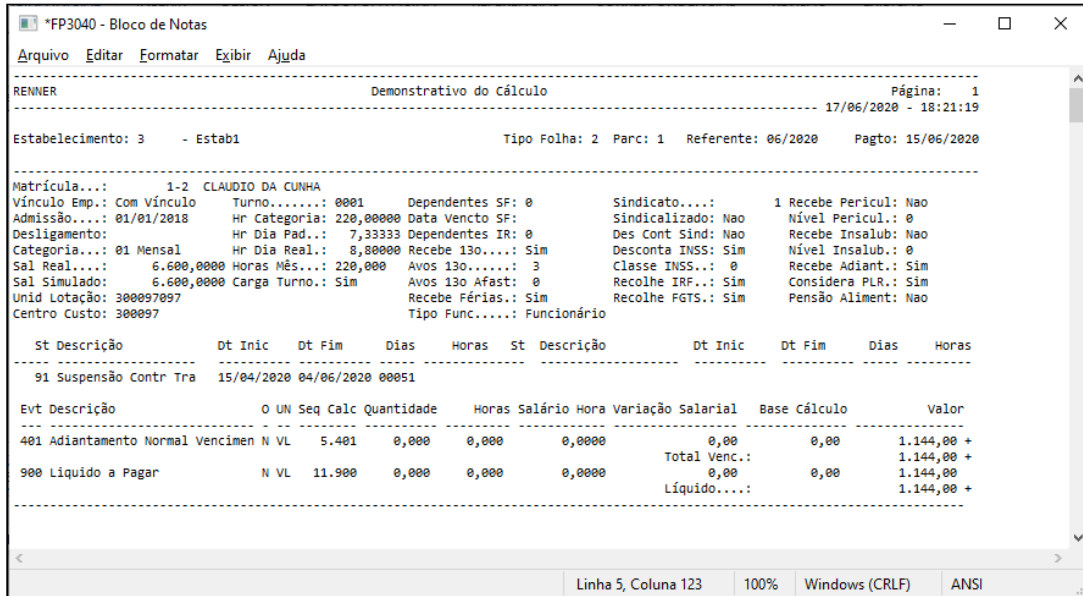 *FP3040 - Bloco de Notas
Arquivo Editar Formatar Exibir Ajuda
RENNER Demonstrativo do Cálculo Página: 1
17/06/2020 - 18:21:19
Estabelecimento: 3 - Estab1 Tipo Folha: 2 Parc: 1 Referente: 06/2020 Pagto: 15/06/2020
Matrícula...: 1-2 CLAUDIO DA CUNHA
Vínculo Emp.: Com Vínculo Turno.......: 0001 Dependentes SF: 0 Sindicato....: 1 Recebe Pericul: Nao
Admissão....: 01/01/2018 Hr Categoria: 220,00000 Data Vencto SF: Sindicalizado: Nao Nível Pericul.: 0
Desligamento: Hr Dia Pad..: 7,33333 Dependentes IR: 0 Des Cont Sind: Nao Recebe Insalub: Nao
Categoria...: 01 Mensal Hr Dia Real.: 8,80000 Recebe 13o....: Sim Desconta INSS: Sim Nível Insalub.: 0
Sal Real....: 6.600,0000 Horas Mês...: 220,000 Avos 13o......: 3 Classe INSS..: 0 Recebe Adiant.: Sim
Sal Simulado: 6.600,0000 Carga Turno.: Sim Avos 13o Afast: 0 Recolhe IRF..: Sim Considera PLR.: Sim
Unid Lotação: 300097097 Recebe Férias.: Sim Recolhe FGTS.: Sim Pensão Aliment: Nao
Centro Custo: 300097 Tipo Func.....: Funcionário
St Descrição Dt Inic Dt Fim Dias Horas St Descrição Dt Inic Dt Fim Dias Horas
91 Suspensão Contr Tra 15/04/2020 04/06/2020 00051
Evt Descrição O UN Seq Calc Quantidade Horas Salário Hora Variação Salarial Base Cálculo Valor
401 Adiantamento Normal Vencimen N VL 5.401 0,000 0,000 0,0000 0,00 0,00 1.144,00 +
Total Venc.: 1.144,00 +
900 Liquido a Pagar N VL 11.900 0,000 0,000 0,0000 0,00 0,00 1.144,00
Líquido....: 1.144,00 +
Linha 5, Coluna 123 100% Windows (CRLF) ANSI